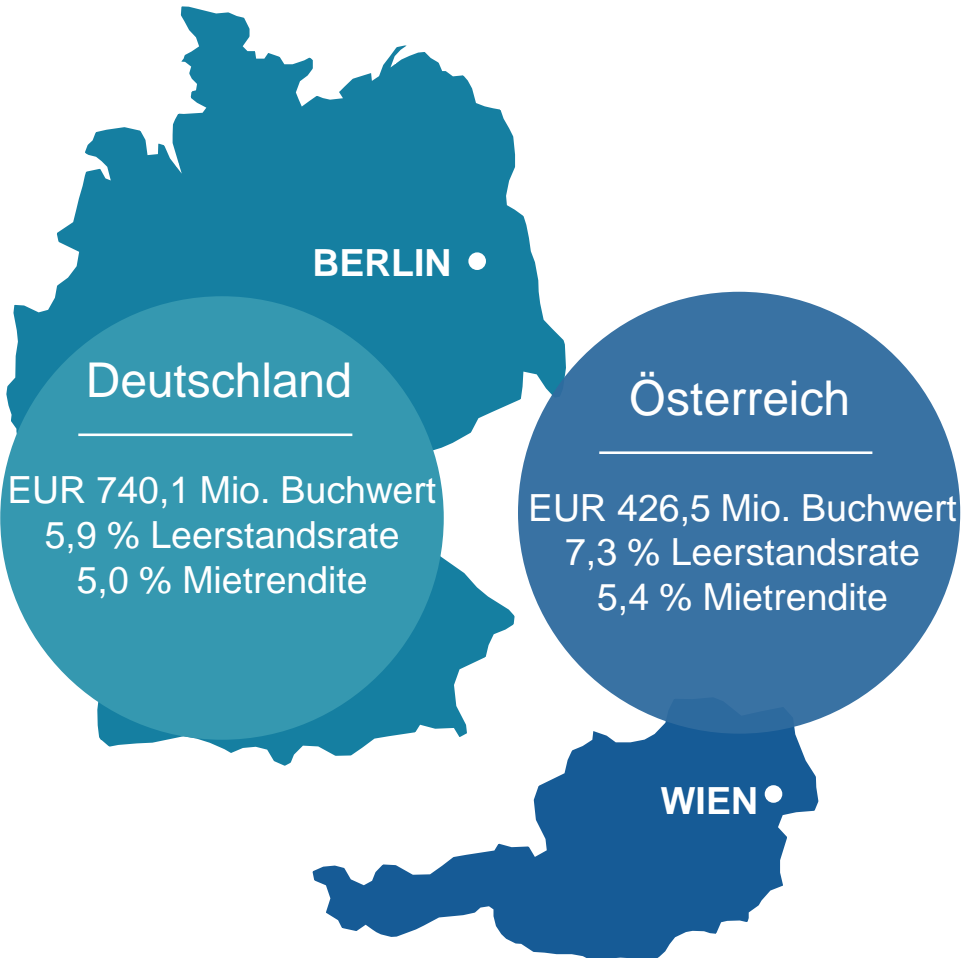 BERLIN
Deutschland
EUR 740,1 Mio. Buchwert
5,9 % Leerstandsrate
5,0 % Mietrendite
Österreich
EUR 426,5 Mio. Buchwert
7,3 % Leerstandsrate
5,4 % Mietrendite
WIEN